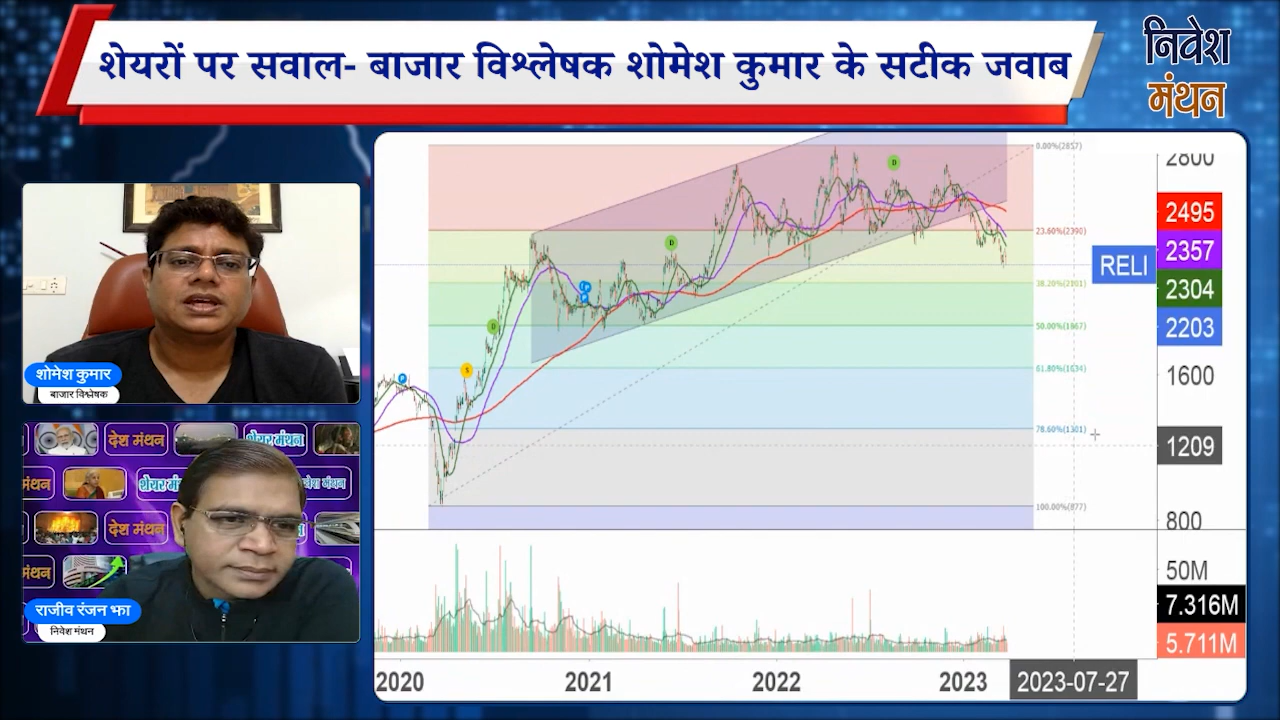 शेयरों पर सवाल- बाजार विश्लेषक शोमेश कुमार के सटीक जवाब
निवेश
मंथन
शोमेश कुमार
बाजार विश्लेषक
देश मंथन
शेयर मंथन
मंथन
देश मंथन
मंथन
राजीव रंजन झा
निवेश मंथन
0.00%(2857)
23.60%(2390)
38.20%(2101)
50.00%(1867)
61.80%(1634)
78.60%(1301)
100.00%(877)
D
D
D
S
P
2800
2495
2357
RELI
2304
2203
1600
1209
800
50M
7.316M
5.711M
2020
2021
2022
2023
2023-07-27